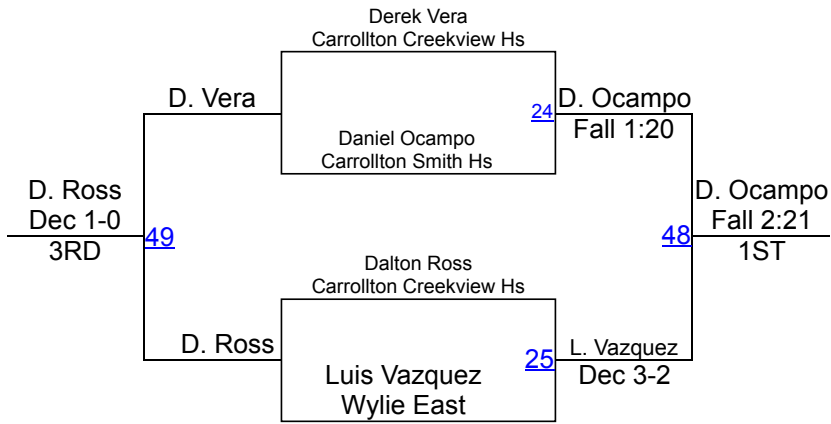 Derek Vera
Carrollton Creekview Hs
D. Vera
24
D. Ocampo
Fall 1:20
Daniel Ocampo
Carrollton Smith Hs
D. Ross
Dec 1-0
3RD
49
48
D. Ocampo
Fall 2:21
1ST
Dalton Ross
Carrollton Creekview Hs
D. Ross
25
L. Vazquez
Dec 3-2
Luis Vazquez
Wylie East